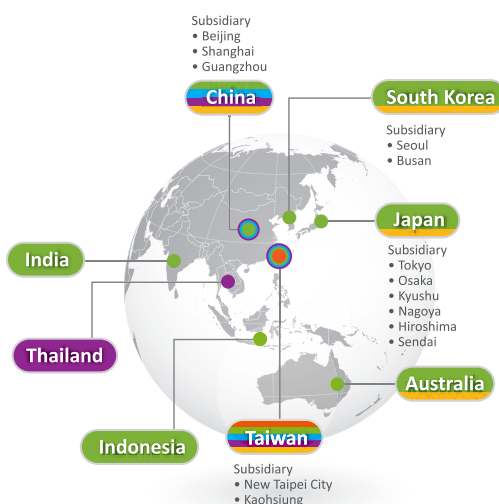 Subsidiary
• Beijing
• Shanghai
• Guangzhou
China
South Korea
Subsidiary
• Seoul
• Busan
Japan
Subsidiary
• Tokyo
• Osaka
• Kyushu
• Nagoya
• Hiroshima
• Sendai
India
Thailand
Australia
Indonesia
Taiwan
Subsidiary
• New Taipei City
• Kaohsiung